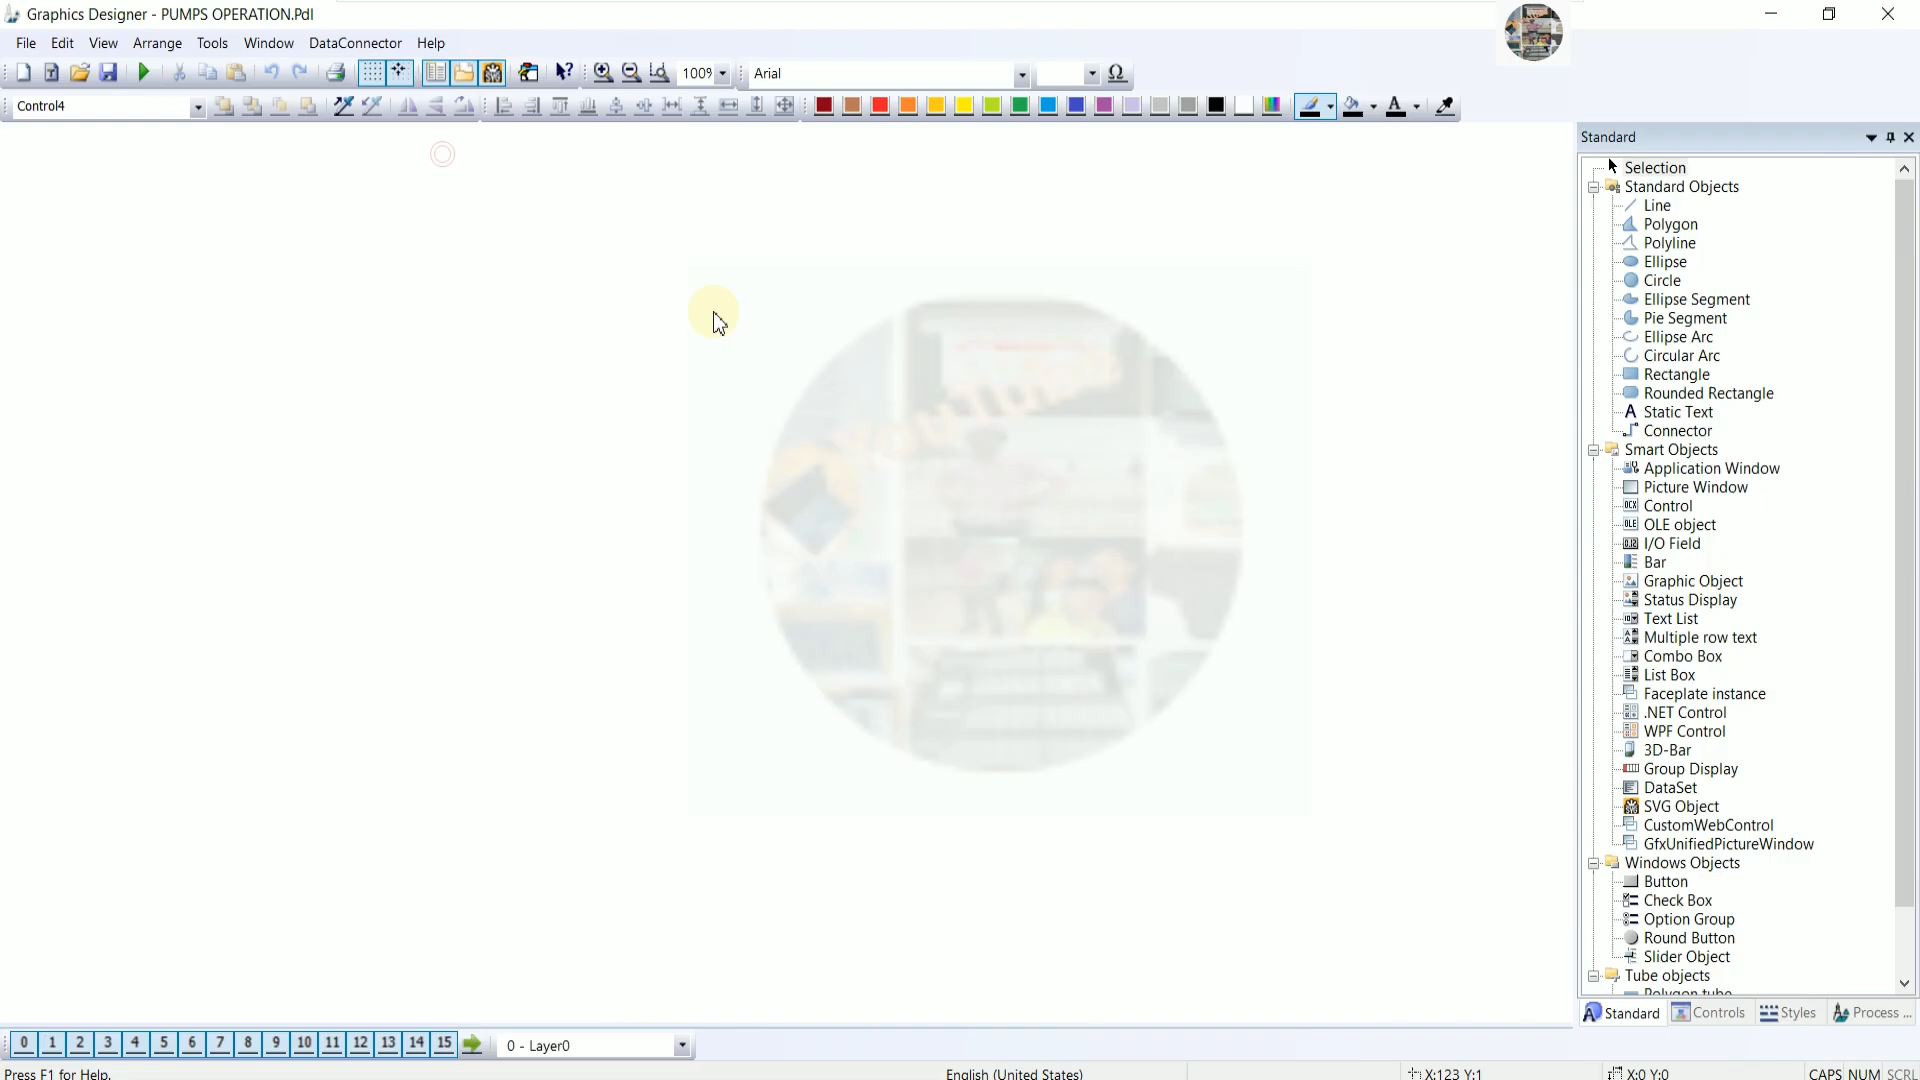 Graphics Designer - PUMPS OPERATION.Pdl
File Edit View Arrange Tools Window DataConnector Help
100% Arial Ω
Control4 A
Standard
Selection
Standard Objects
Line
Polygon
Polyline
Ellipse
Circle
Ellipse Segment
Pie Segment
Ellipse Arc
Circular Arc
Rectangle
Rounded Rectangle
A Static Text
Connector
Smart Objects
Application Window
Picture Window
OCX Control
OLE OLE object
0.12 I/O Field
Bar
Graphic Object
Status Display
Text List
Multiple row text
Combo Box
List Box
Faceplate instance
.NET Control
WPF Control
3D-Bar
Group Display
DataSet
SVG Object
CustomWebControl
GfxUnifiedPictureWindow
Windows Objects
Button
Check Box
Option Group
Round Button
Slider Object
Tube objects
Polygon tube
Standard Controls Styles Process ...
0 1 2 3 4 5 6 7 8 9 10 11 12 13 14 15 0 - Layer0
Press F1 for Help. English (United States) X:123 Y:1 X:0 Y:0 CAPS NUM SCRL